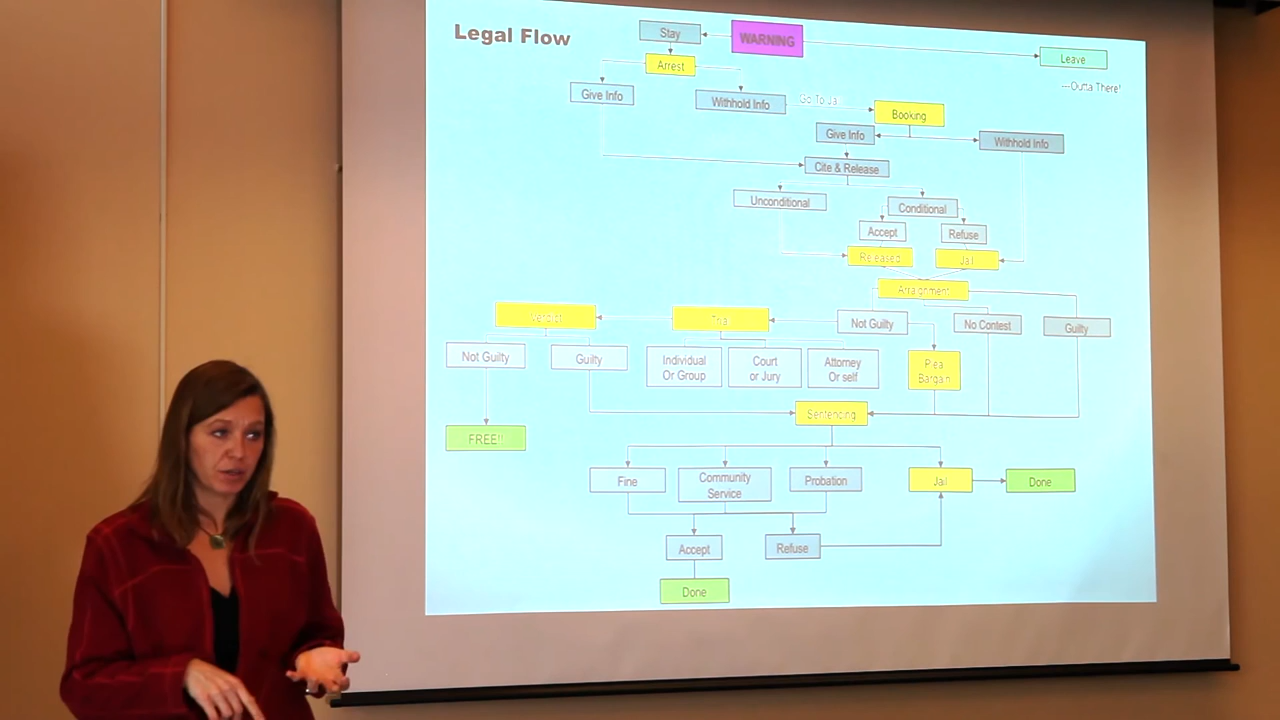 Legal Flow
Stay
WARNING
Leave
Arrest
---Outta There!
Give Info
Withhold Info
Go To
Booking
Give Info
Withhold Info
Cite & Release
Unconditional
Conditional
Accept
Refuse
Released
Jail
Arraignment
Verdict
Trial
Not Guilty
No Contest
Guilty
Not Guilty
Guilty
Individual
Or Group
Court
or Jury
Attorney
Or self
Plea
Bargain
Sentencing
FREE!!
Fine
Community
Service
Probation
Jail
Done
Accept
Refuse
Done